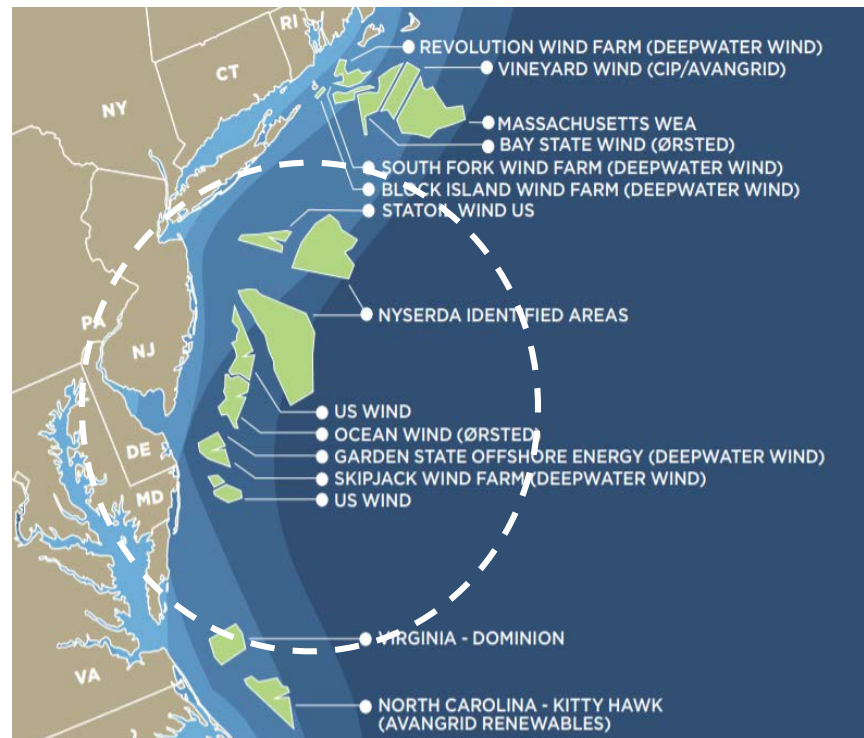 RI
REVOLUTION WIND FARM (DEEPWATER WIND)
CT
VINEYARD WIND (CIP/AVANGRID)
NY
MASSACHUSETTS WEA
BAY STATE WIND (ØRSTED)
SOUTH FORK WIND FARM (DEEPWATER WIND)
BLOCK ISLAND WIND FARM (DEEPWATER WIND)
STATOIL WIND US
NYSERDA IDENTIFIED AREAS
PA
NJ
US WIND
OCEAN WIND (ØRSTED)
DE
GARDEN STATE OFFSHORE ENERGY (DEEPWATER WIND)
SKIPJACK WIND FARM (DEEPWATER WIND)
MD
US WIND
VIRGINIA - DOMINION
VA
NORTH CAROLINA - KITTY HAWK
(AVANGRID RENEWABLES)